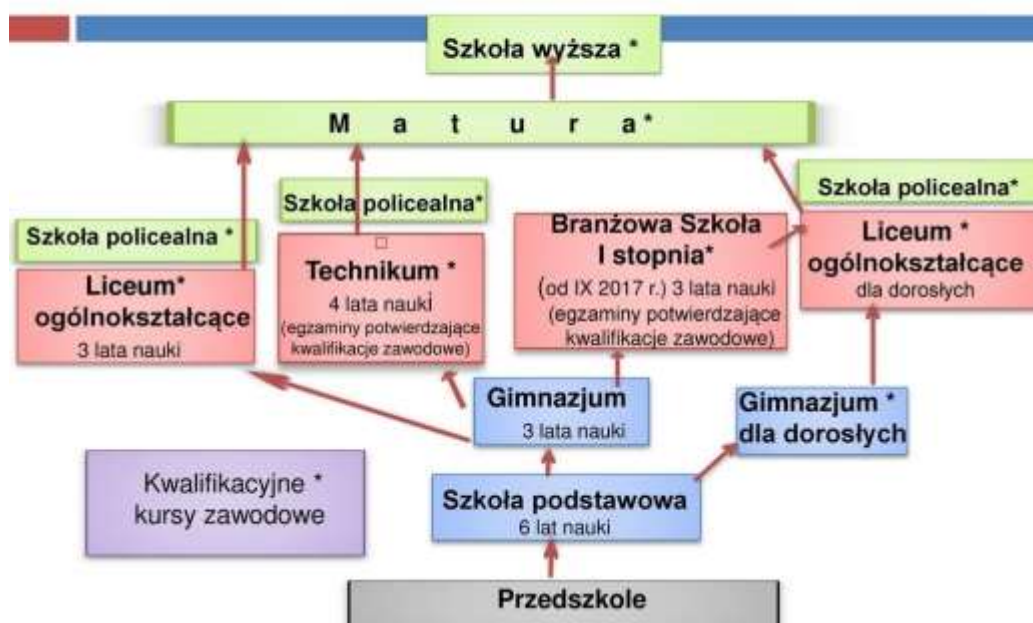 Szkoła wyższa *
M a t u r a*
Szkoła policealna *
Liceum*
ogólnokształcące
3 lata nauki
Szkoła policealna*
Technikum *
4 lata nauki
(egzaminy potwierdzające
kwalifikacje zawodowe)
Branżowa Szkoła
I stopnia*
(od IX 2017 r.) 3 lata nauki
(egzaminy potwierdzające
kwalifikacje zawodowe)
Szkoła policealna*
Liceum *
ogólnokształcące
dla dorosłych
Gimnazjum
3 lata nauki
Gimnazjum *
dla dorosłych
Kwalifikacyjne *
kursy zawodowe
Szkoła podstawowa
6 lat nauki
Przedszkole